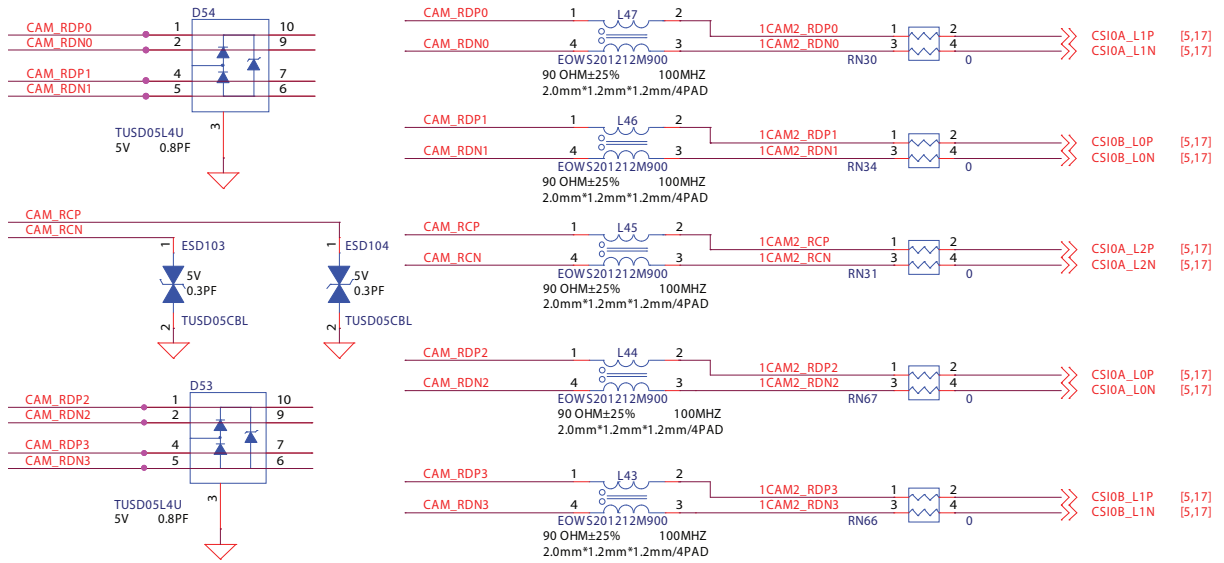 D54
CAM_RDP0 1 10
CAM_RDN0 2 9
CAM_RDP1 4 7
CAM_RDN1 5 6
3
TUSD05L4U
5V 0.8PF
CAM_RCP
CAM_RCN
1 ESD103
5V
0.3PF
2 TUSD05CBL
1 ESD104
5V
0.3PF
2 TUSD05CBL
D53
CAM_RDP2 1 10
CAM_RDN2 2 9
CAM_RDP3 4 7
CAM_RDN3 5 6
3
TUSD05L4U
5V 0.8PF
CAM_RDP0 1 L47 2
1CAM2_RDP0 1 2 CSI0A_L1P [5,17]
CAM_RDN0 4 3 1CAM2_RDN0 3 4 CSI0A_L1N [5,17]
EOWS201212M900 RN30 0
90 OHM±25% 100MHZ
2.0mm*1.2mm*1.2mm/4PAD
CAM_RDP1 1 L46 2
1CAM2_RDP1 1 2 CSI0B_L0P [5,17]
CAM_RDN1 4 3 1CAM2_RDN1 3 4 CSI0B_L0N [5,17]
EOWS201212M900 RN34 0
90 OHM±25% 100MHZ
2.0mm*1.2mm*1.2mm/4PAD
CAM_RCP 1 L45 2
1CAM2_RCP 1 2 CSI0A_L2P [5,17]
CAM_RCN 4 3 1CAM2_RCN 3 4 CSI0A_L2N [5,17]
EOWS201212M900 RN31 0
90 OHM±25% 100MHZ
2.0mm*1.2mm*1.2mm/4PAD
CAM_RDP2 1 L44 2
1CAM2_RDP2 1 2 CSI0A_L0P [5,17]
CAM_RDN2 4 3 1CAM2_RDN2 3 4 CSI0A_L0N [5,17]
EOWS201212M900 RN67 0
90 OHM±25% 100MHZ
2.0mm*1.2mm*1.2mm/4PAD
CAM_RDP3 1 L43 2
1CAM2_RDP3 1 2 CSI0B_L1P [5,17]
CAM_RDN3 4 3 1CAM2_RDN3 3 4 CSI0B_L1N [5,17]
EOWS201212M900 RN66 0
90 OHM±25% 100MHZ
2.0mm*1.2mm*1.2mm/4PAD